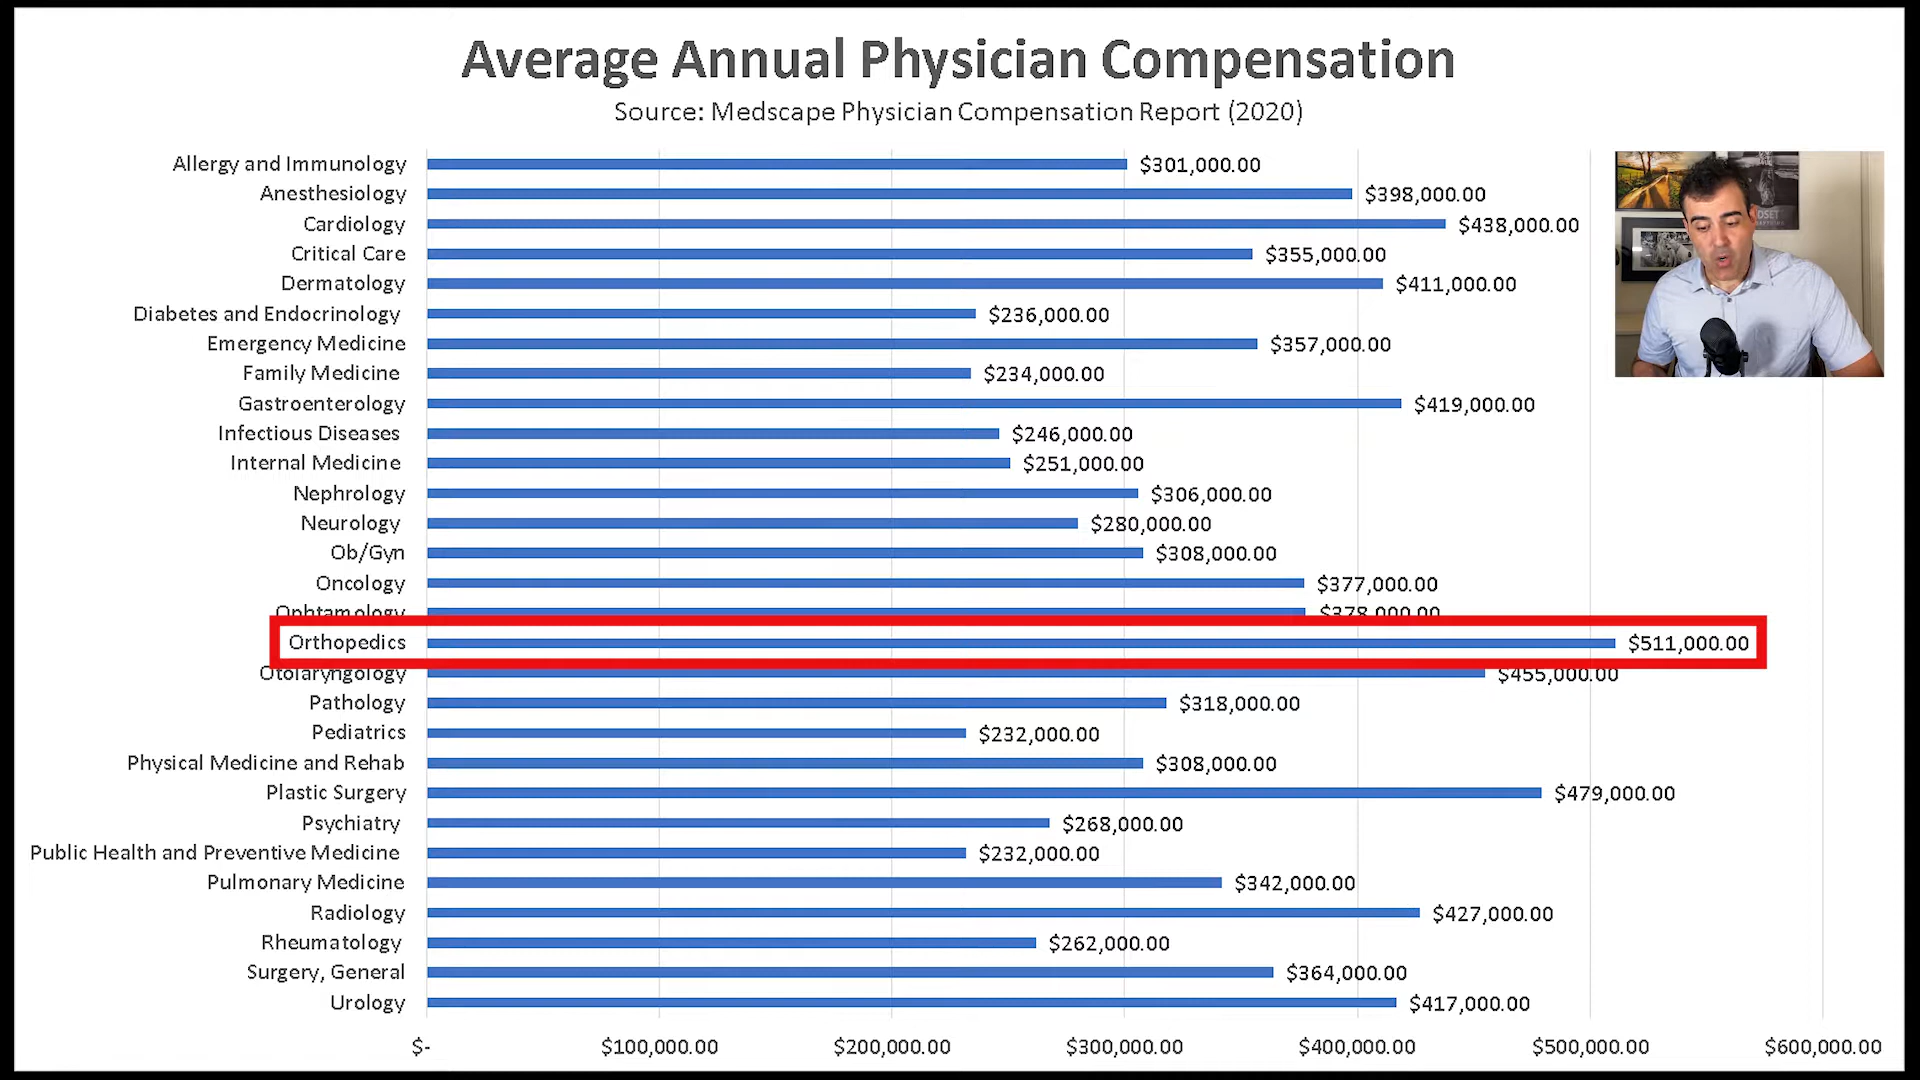 Average Annual Physician Compensation
Source: Medscape Physician Compensation Report (2020)
Allergy and Immunology $301,000.00
Anesthesiology $398,000.00
Cardiology $438,000.00
Critical Care $355,000.00
Dermatology $411,000.00
Diabetes and Endocrinology $236,000.00
Emergency Medicine $357,000.00
Family Medicine $234,000.00
Gastroenterology $419,000.00
Infectious Diseases $246,000.00
Internal Medicine $251,000.00
Nephrology $306,000.00
Neurology $280,000.00
Ob/Gyn $308,000.00
Oncology $377,000.00
Ophtamology $378,000.00
Orthopedics $511,000.00
Otolaryngology $455,000.00
Pathology $318,000.00
Pediatrics $232,000.00
Physical Medicine and Rehab $308,000.00
Plastic Surgery $479,000.00
Psychiatry $268,000.00
Public Health and Preventive Medicine $232,000.00
Pulmonary Medicine $342,000.00
Radiology $427,000.00
Rheumatology $262,000.00
Surgery, General $364,000.00
Urology $417,000.00
$- $100,000.00 $200,000.00 $300,000.00 $400,000.00 $500,000.00 $600,000.00